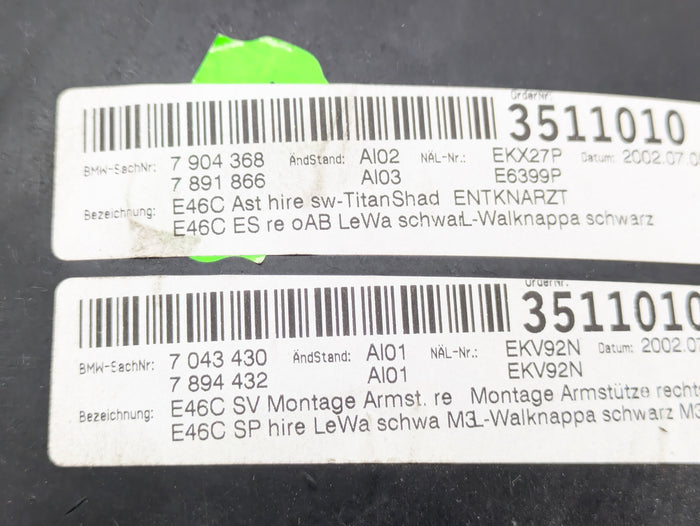 OrderNr.
3511010
BMW-SachNr: 7 904 368 ÄndStand: AI02 NÄL-Nr.: EKX27P Datum: 2002.07.0
7 891 866 AI03 E6399P
Bezeichnung: E46C Ast hire sw-TitanShad ENTKNARZT
E46C ES re oAB LeWa schwarL-Walknappa schwarz
OrderNr.
3511010
BMW-SachNr: 7 043 430 ÄndStand: AI01 NÄL-Nr.: EKV92N Datum: 2002.07
7 894 432 AI01 EKV92N
Bezeichnung: E46C SV Montage Armst. re Montage Armstütze rechts
E46C SP hire LeWa schwa M3L-Walknappa schwarz M3